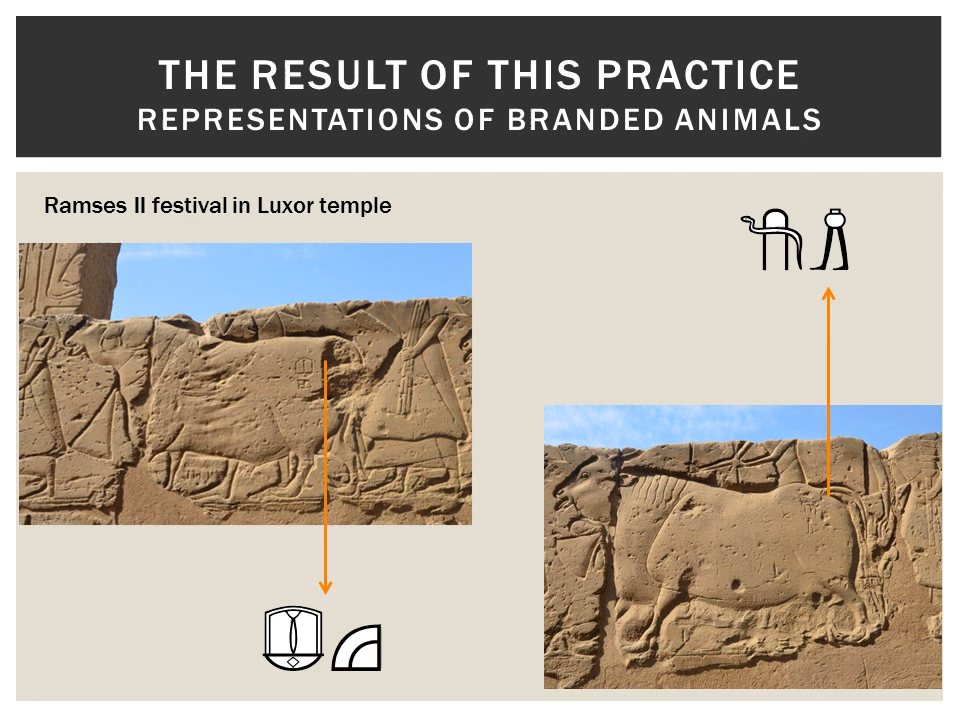 THE RESULT OF THIS PRACTICE
REPRESENTATIONS OF BRANDED ANIMALS
Ramses II festival in Luxor temple